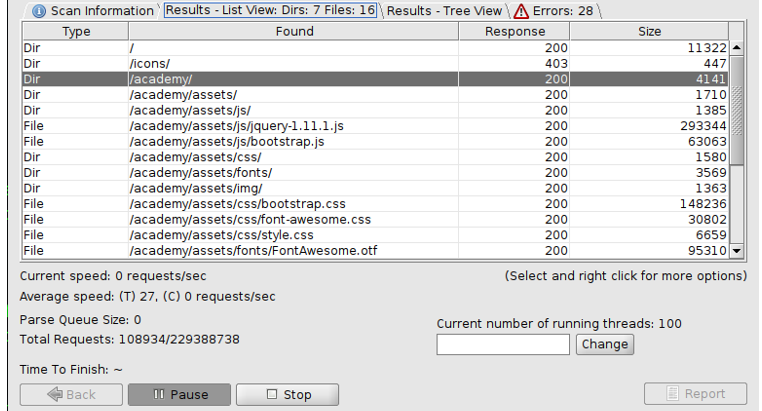 Scan Information Results - List View: Dirs: 7 Files: 16 Results - Tree View Errors: 28
Type Found Response Size
Dir / 200 11322
Dir /icons/ 403 447
Dir /academy/ 200 4141
Dir /academy/assets/ 200 1710
Dir /academy/assets/js/ 200 1385
File /academy/assets/js/jquery-1.11.1.js 200 293344
File /academy/assets/js/bootstrap.js 200 63063
Dir /academy/assets/css/ 200 1580
Dir /academy/assets/fonts/ 200 3569
Dir /academy/assets/img/ 200 1363
File /academy/assets/css/bootstrap.css 200 148236
File /academy/assets/css/font-awesome.css 200 30802
File /academy/assets/css/style.css 200 6659
File /academy/assets/fonts/FontAwesome.otf 200 95310
Current speed: 0 requests/sec (Select and right click for more options)
Average speed: (T) 27, (C) 0 requests/sec
Parse Queue Size: 0
Current number of running threads: 100
Total Requests: 108934/229388738
Change
Time To Finish: ~
Back Pause Stop Report